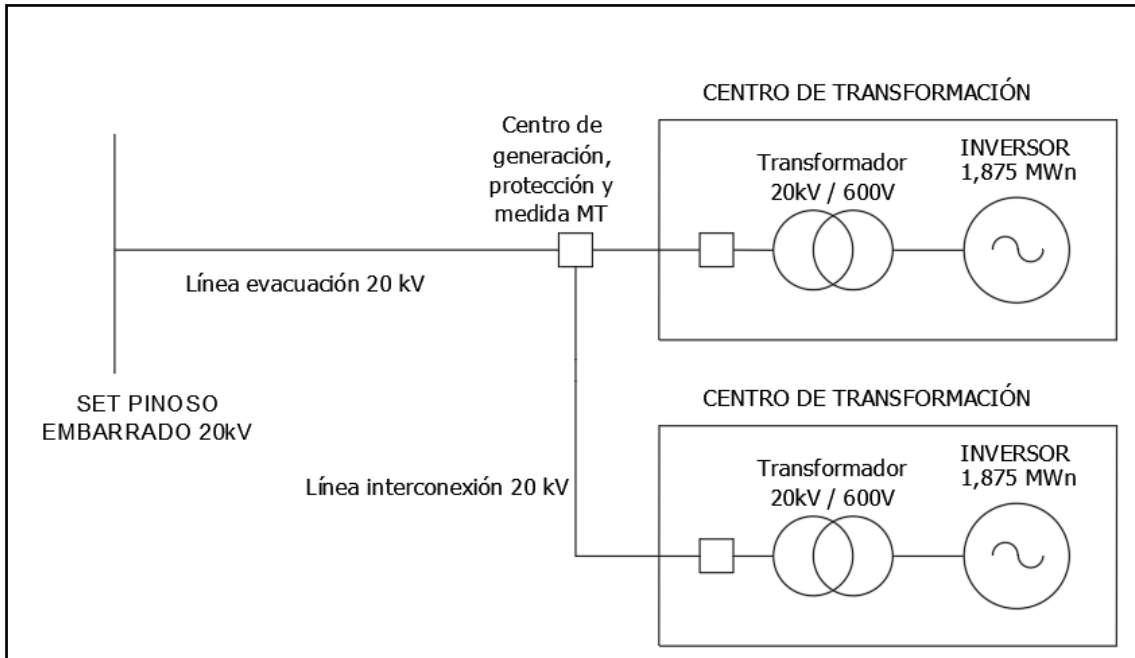 CENTRO DE TRANSFORMACIÓN
Centro de
generación,
protección y
medida MT
Transformador
20kV / 600V
INVERSOR
1,875 MWn
Línea evacuación 20 kV
SET PINOSO
EMBARRADO 20kV
CENTRO DE TRANSFORMACIÓN
Línea interconexión 20 kV
Transformador
20kV / 600V
INVERSOR
1,875 MWn